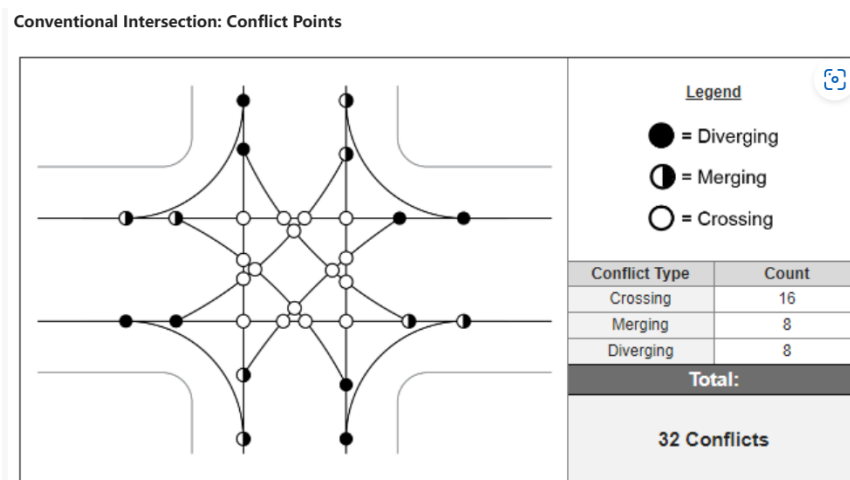 Conventional Intersection: Conflict Points
Legend
= Diverging
= Merging
= Crossing
Conflict Type Count
Crossing 16
Merging 8
Diverging 8
Total:
32 Conflicts